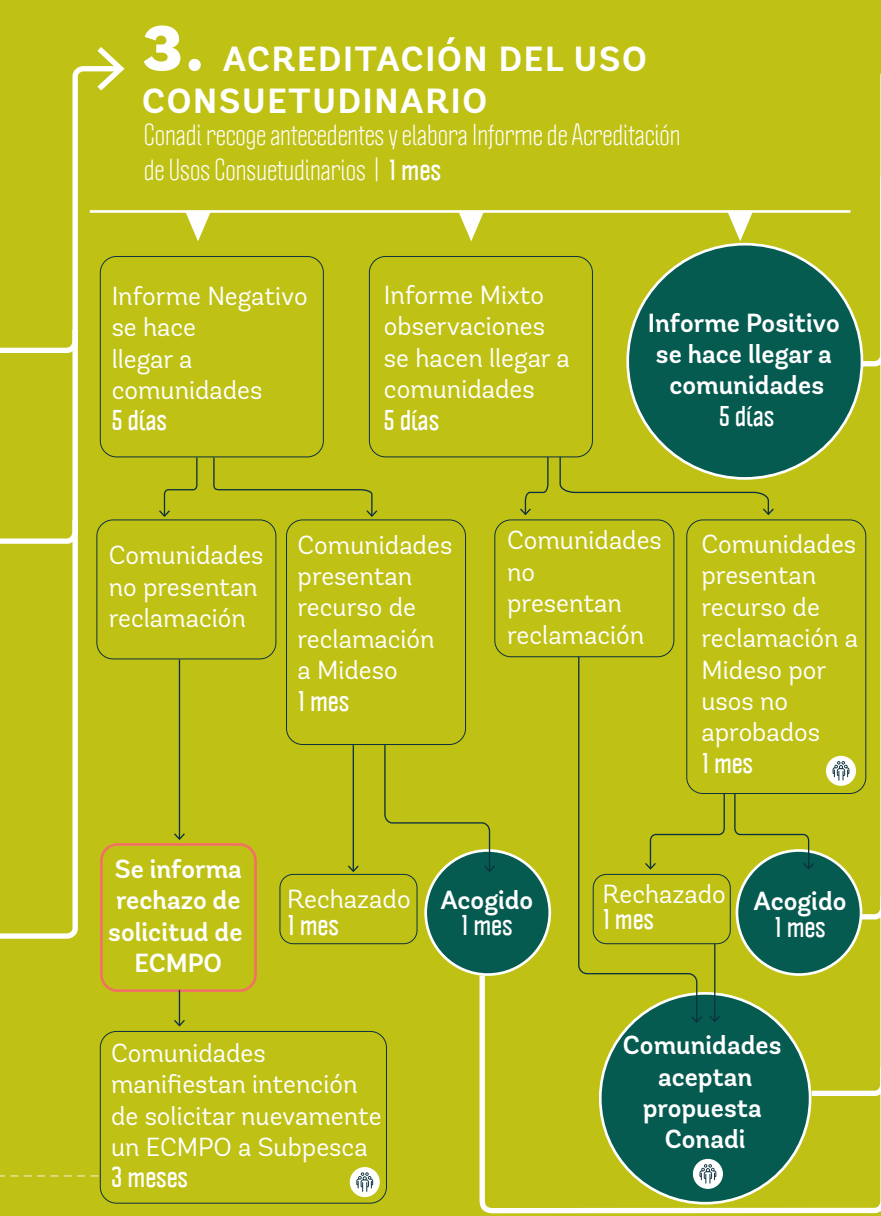 3. ACREDITACIÓN DEL USO
CONSUETUDINARIO
Conadi recoge antecedentes y elabora Informe de Acreditación
de Usos Consuetudinarios | 1 mes
Informe Negativo
se hace
llegar a
comunidades
5 días
Informe Mixto
observaciones
se hacen llegar a
comunidades
5 días
Informe Positivo
se hace llegar a
comunidades
5 días
Comunidades
no presentan
reclamación
Comunidades
presentan
recurso de
reclamación
a Mideso
1 mes
Comunidades
no
presentan
reclamación
Comunidades
presentan
recurso de
reclamación a
Mideso por
usos no
aprobados
1 mes
Se informa
rechazo de
solicitud de
ECMPO
Rechazado
1 mes
Acogido
1 mes
Rechazado
1 mes
Acogido
1 mes
Comunidades
manifiestan intención
de solicitar nuevamente
un ECMPO a Subpesca
3 meses
Comunidades
aceptan
propuesta
Conadi